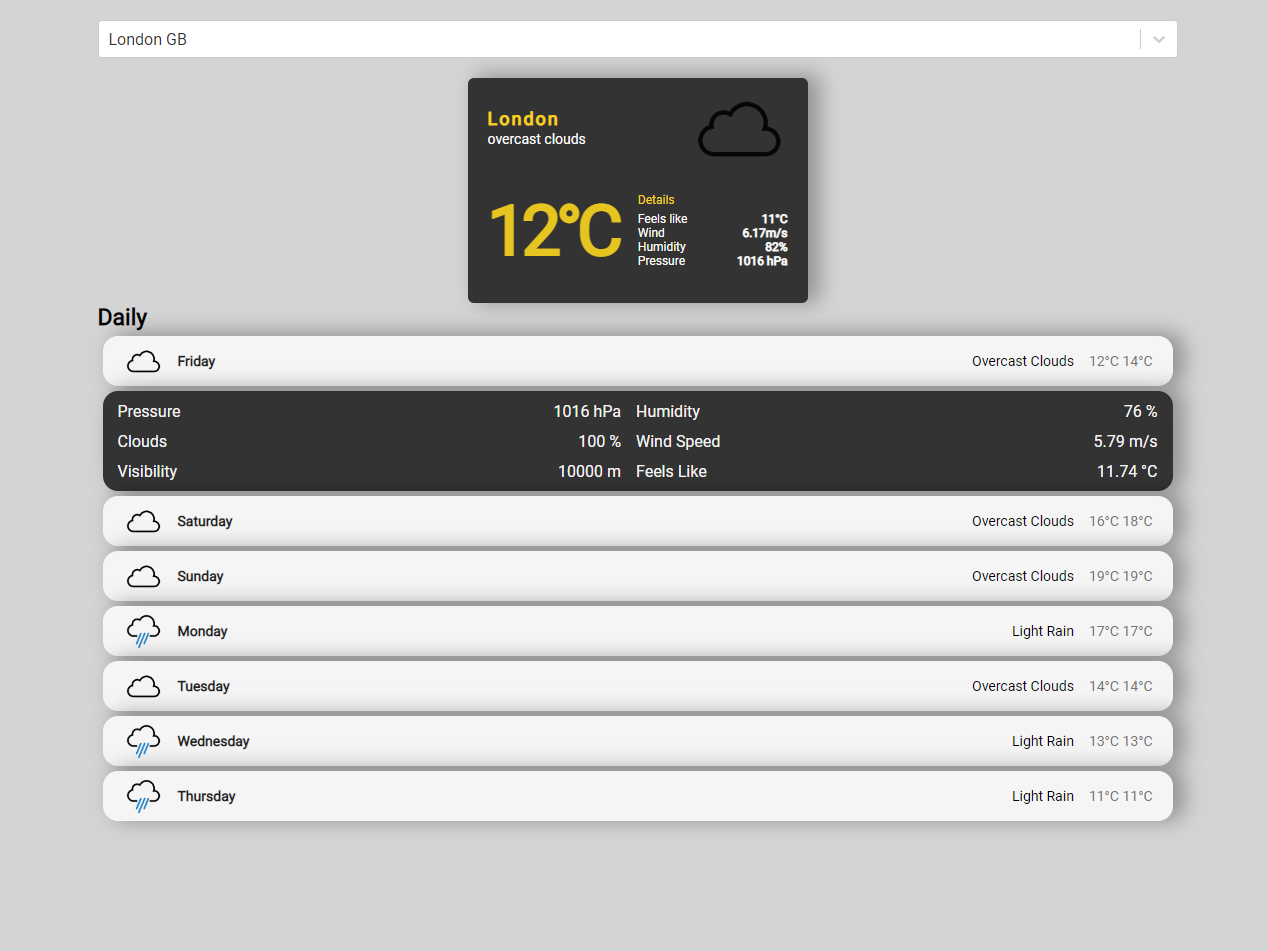 London GB
London
overcast clouds
12°C
Details
Feels like 11°C
Wind 6.17m/s
Humidity 82%
Pressure 1016 hPa
Daily
Friday Overcast Clouds 12°C 14°C
Pressure 1016 hPa Humidity 76 %
Clouds 100 % Wind Speed 5.79 m/s
Visibility 10000 m Feels Like 11.74 °C
Saturday Overcast Clouds 16°C 18°C
Sunday Overcast Clouds 19°C 19°C
Monday Light Rain 17°C 17°C
Tuesday Overcast Clouds 14°C 14°C
Wednesday Light Rain 13°C 13°C
Thursday Light Rain 11°C 11°C